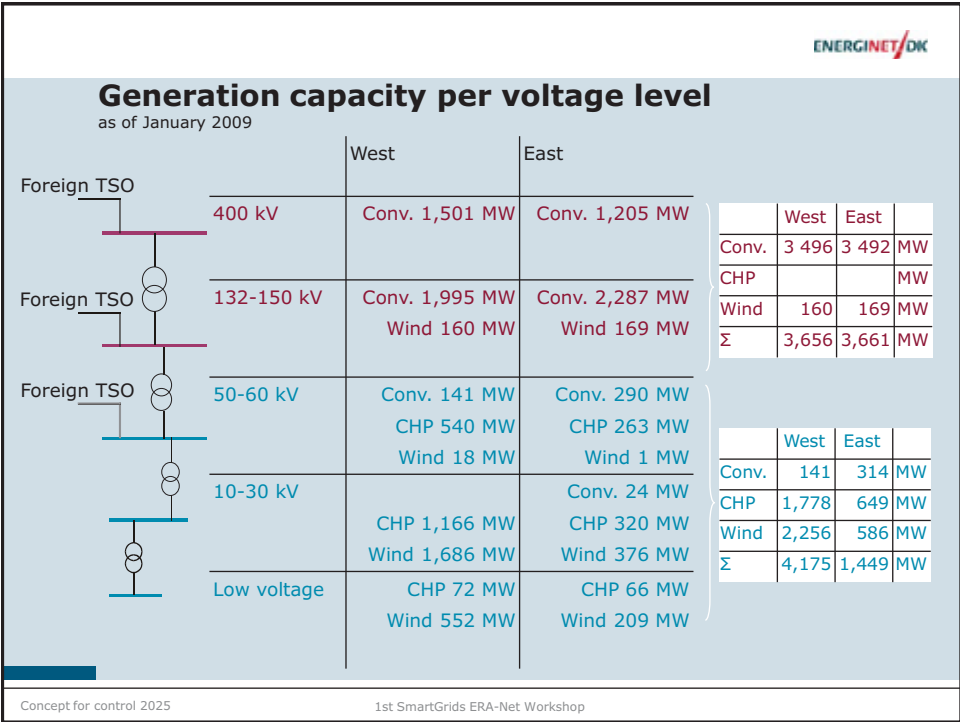 ENERGINET/DK
Generation capacity per voltage level
as of January 2009
West East
Foreign TSO
400 kV Conv. 1,501 MW Conv. 1,205 MW
Foreign TSO
132-150 kV Conv. 1,995 MW Conv. 2,287 MW
Wind 160 MW Wind 169 MW
Foreign TSO
50-60 kV Conv. 141 MW Conv. 290 MW
CHP 540 MW CHP 263 MW
Wind 18 MW Wind 1 MW
10-30 kV Conv. 24 MW
CHP 1,166 MW CHP 320 MW
Wind 1,686 MW Wind 376 MW
Low voltage CHP 72 MW CHP 66 MW
Wind 552 MW Wind 209 MW
West East
Conv. 3 496 3 492 MW
CHP MW
Wind 160 169 MW
Σ 3,656 3,661 MW
West East
Conv. 141 314 MW
CHP 1,778 649 MW
Wind 2,256 586 MW
Σ 4,175 1,449 MW
Concept for control 2025 1st SmartGrids ERA-Net Workshop